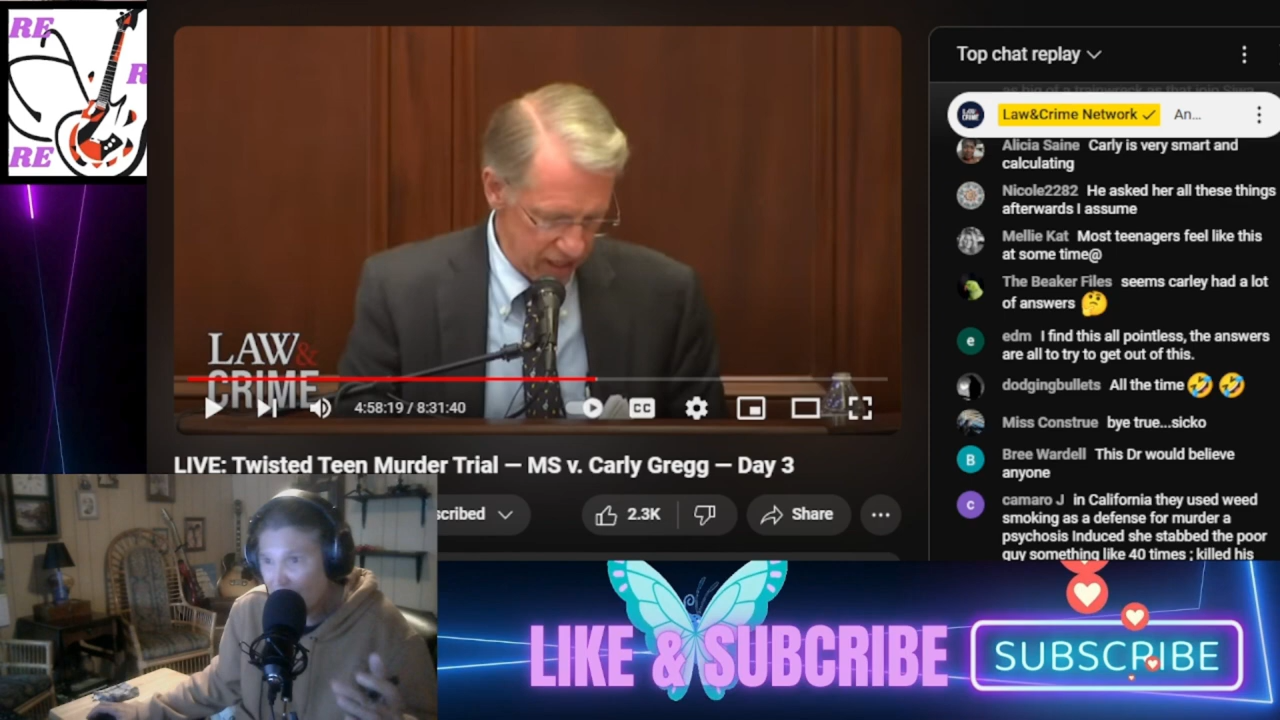 RE
R
RE
LAW&
CRIME
4:58:19 / 8:31:40
CC
LIVE: Twisted Teen Murder Trial — MS v. Carly Gregg — Day 3
scribed
2.3K
Share
Top chat replay
LAW&
CRIME
Law&Crime Network An...
Alicia Saine Carly is very smart and
calculating
Nicole2282 He asked her all these things
afterwards I assume
Mellie Kat Most teenagers feel like this
at some time@
The Beaker Files seems carley had a lot
of answers 🤔
e
edm I find this all pointless, the answers
are all to try to get out of this.
dodgingbullets All the time🤣🤣
Miss Construe bye true...sicko
B
Bree Wardell This Dr would believe
anyone
c
camaro J in California they used weed
smoking as a defense for murder a
psychosis Induced she stabbed the poor
guy something like 40 times ; killed his
LIKE & SUBCRIBE
SUBSCRIBE